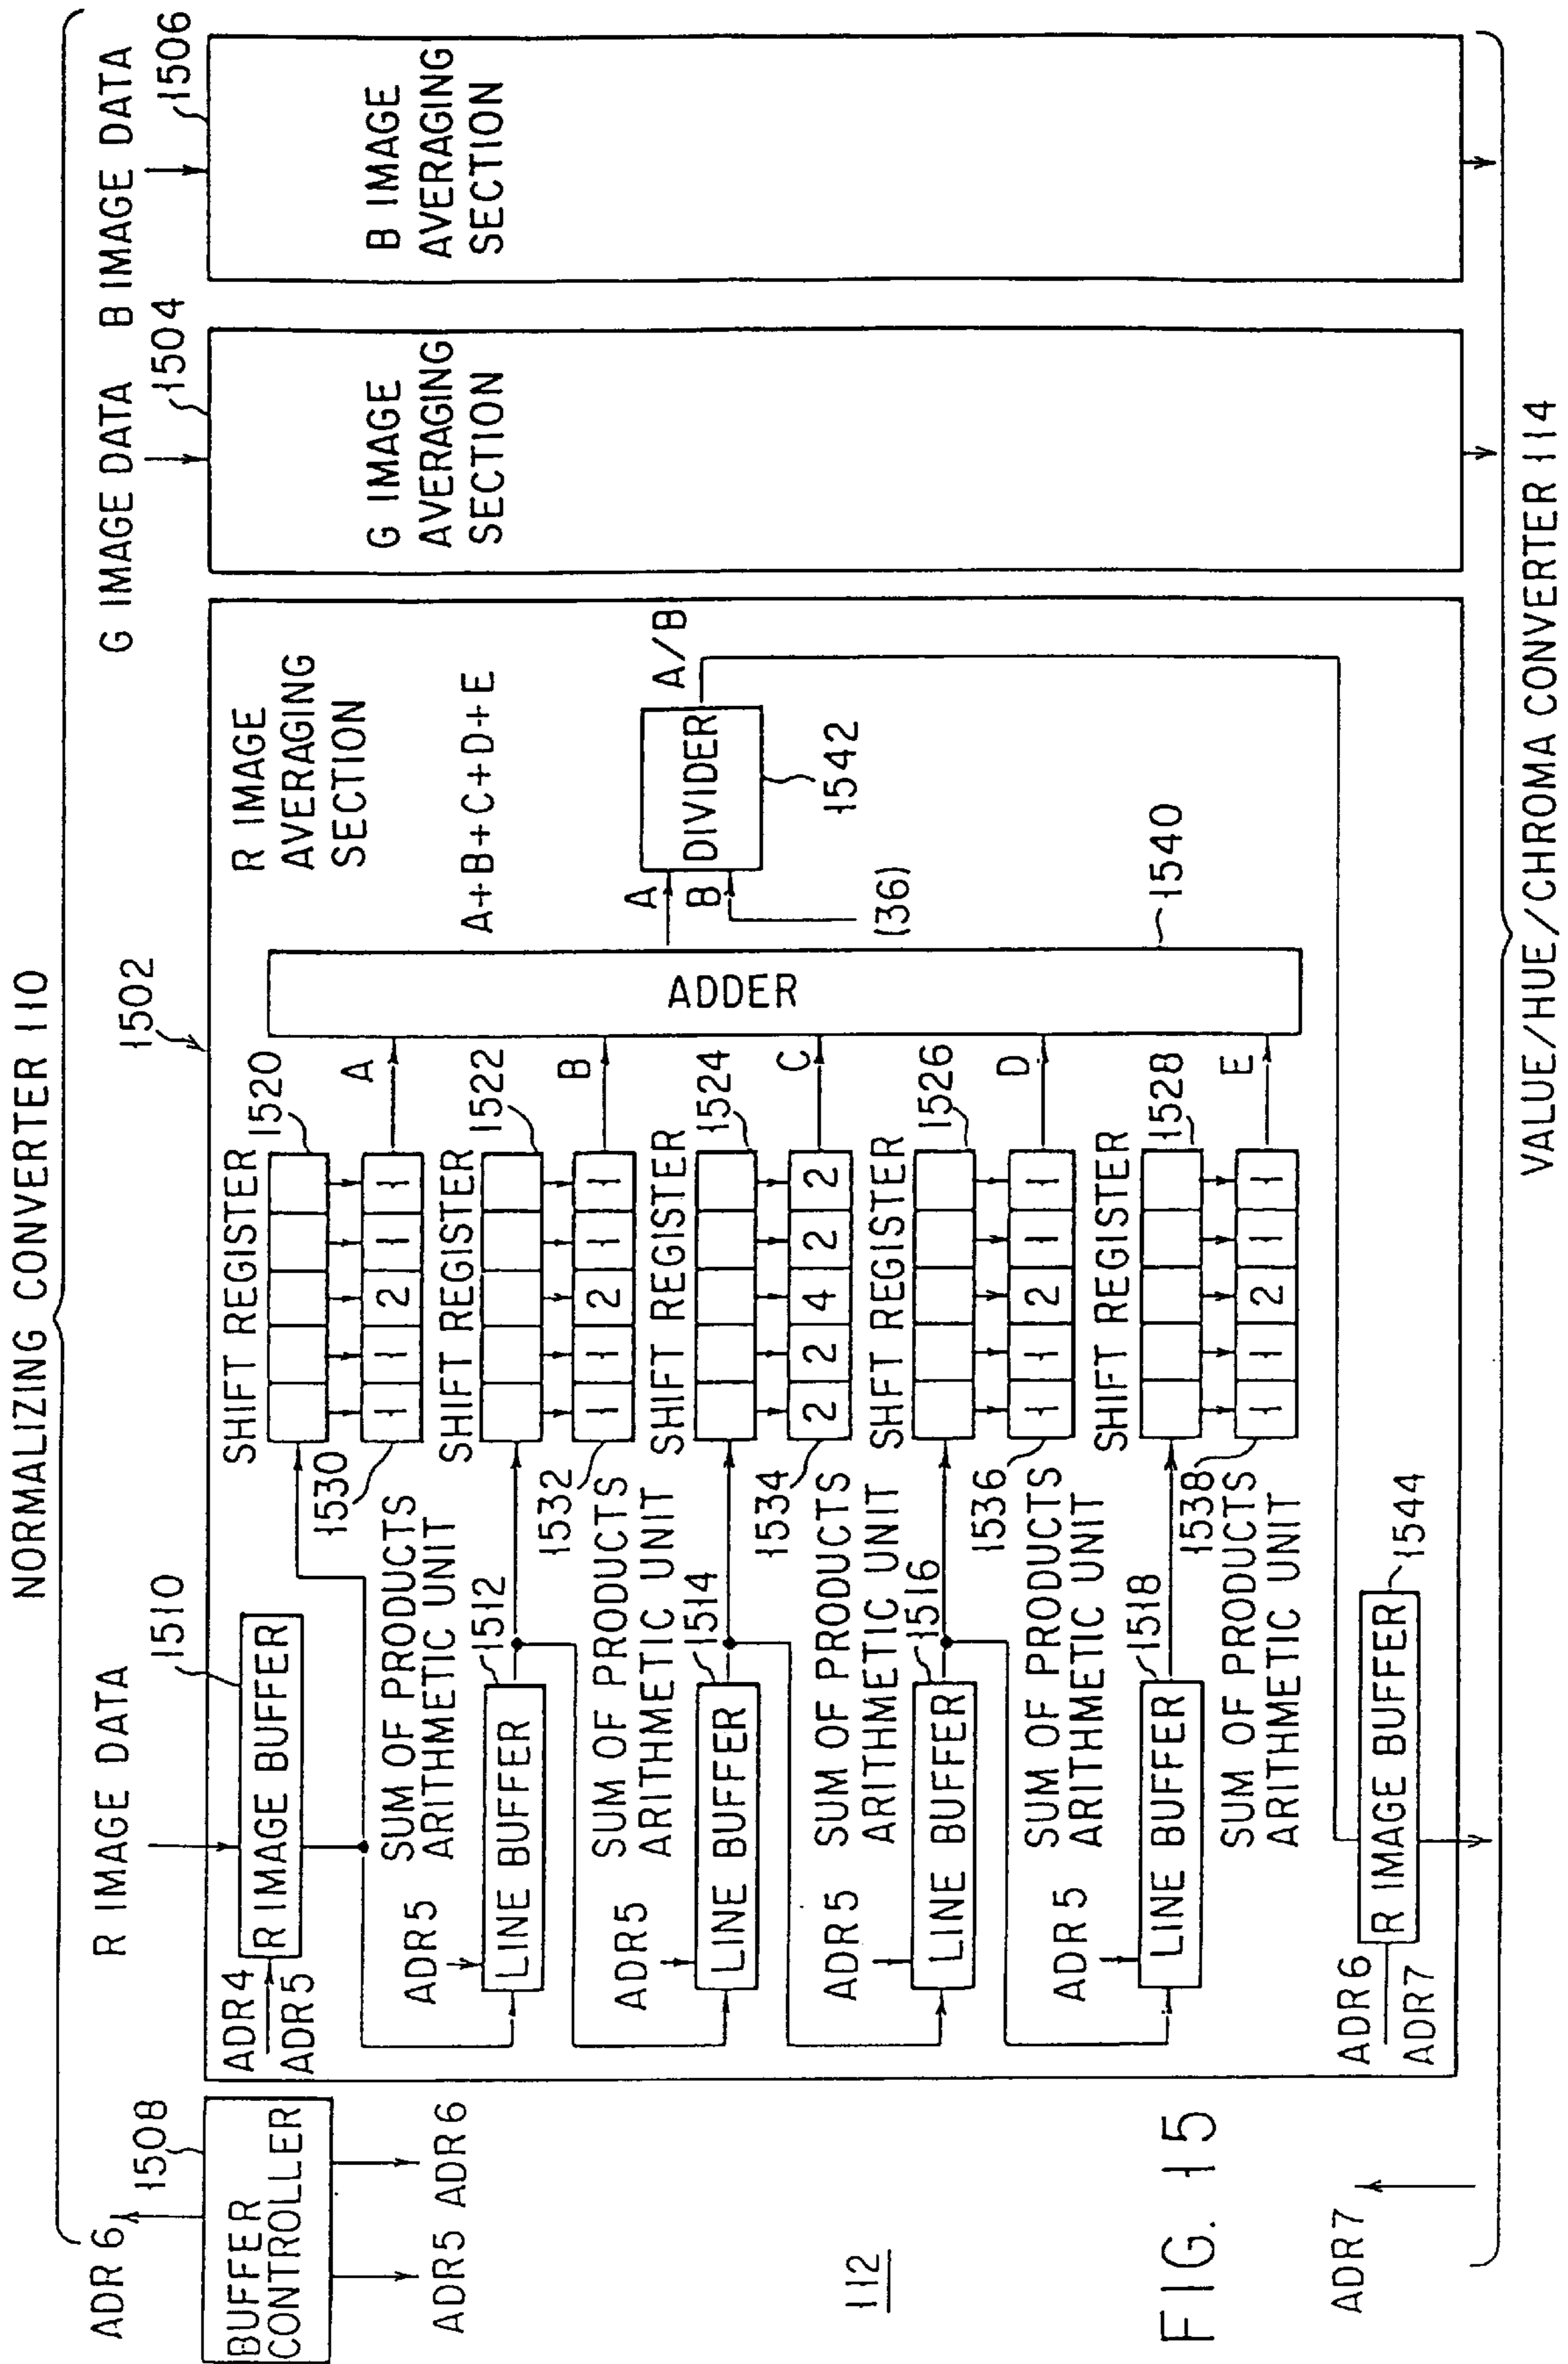 NORMALIZING CONVERTER 110
ADR 6
1508
BUFFER
CONTROLLER
ADR5 ADR6
R IMAGE DATA
G IMAGE DATA
B IMAGE DATA
1502
1504
1506
R IMAGE
AVERAGING
SECTION
G IMAGE
AVERAGING
SECTION
B IMAGE
AVERAGING
SECTION
1510
ADR4
ADR5
R IMAGE BUFFER
SHIFT REGISTER
1520
1530
1 1 2 1 1
A
SUM OF PRODUCTS
ARITHMETIC UNIT
ADR5
1512
LINE BUFFER
SHIFT REGISTER
1522
1532
1 1 2 1 1
B
SUM OF PRODUCTS
ARITHMETIC UNIT
ADR5
1514
LINE BUFFER
SHIFT REGISTER
1524
1534
2 2 4 2 2
C
SUM OF PRODUCTS
ARITHMETIC UNIT
ADR5
1516
LINE BUFFER
SHIFT REGISTER
1526
1536
1 1 2 1 1
D
SUM OF PRODUCTS
ARITHMETIC UNIT
ADR5
1518
LINE BUFFER
SHIFT REGISTER
1528
1538
1 1 2 1 1
E
SUM OF PRODUCTS
ARITHMETIC UNIT
ADDER
1540
A+B+C+D+E
A
B
(36)
DIVIDER
1542
A/B
ADR6
ADR7
R IMAGE BUFFER
1544
112
ADR7
VALUE/HUE/CHROMA CONVERTER 114
FIG. 15